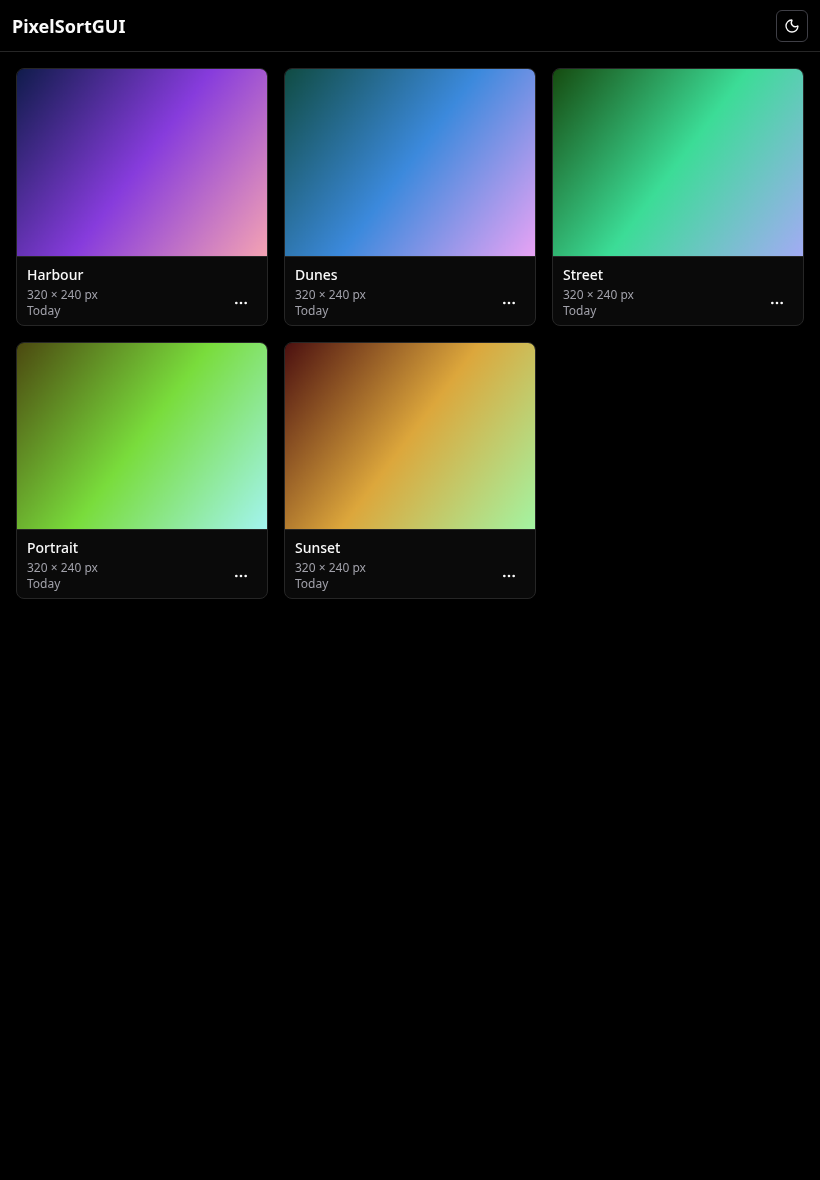 PixelSortGUI
Harbour
320 × 240 px
Today
Dunes
320 × 240 px
Today
Street
320 × 240 px
Today
Portrait
320 × 240 px
Today
Sunset
320 × 240 px
Today